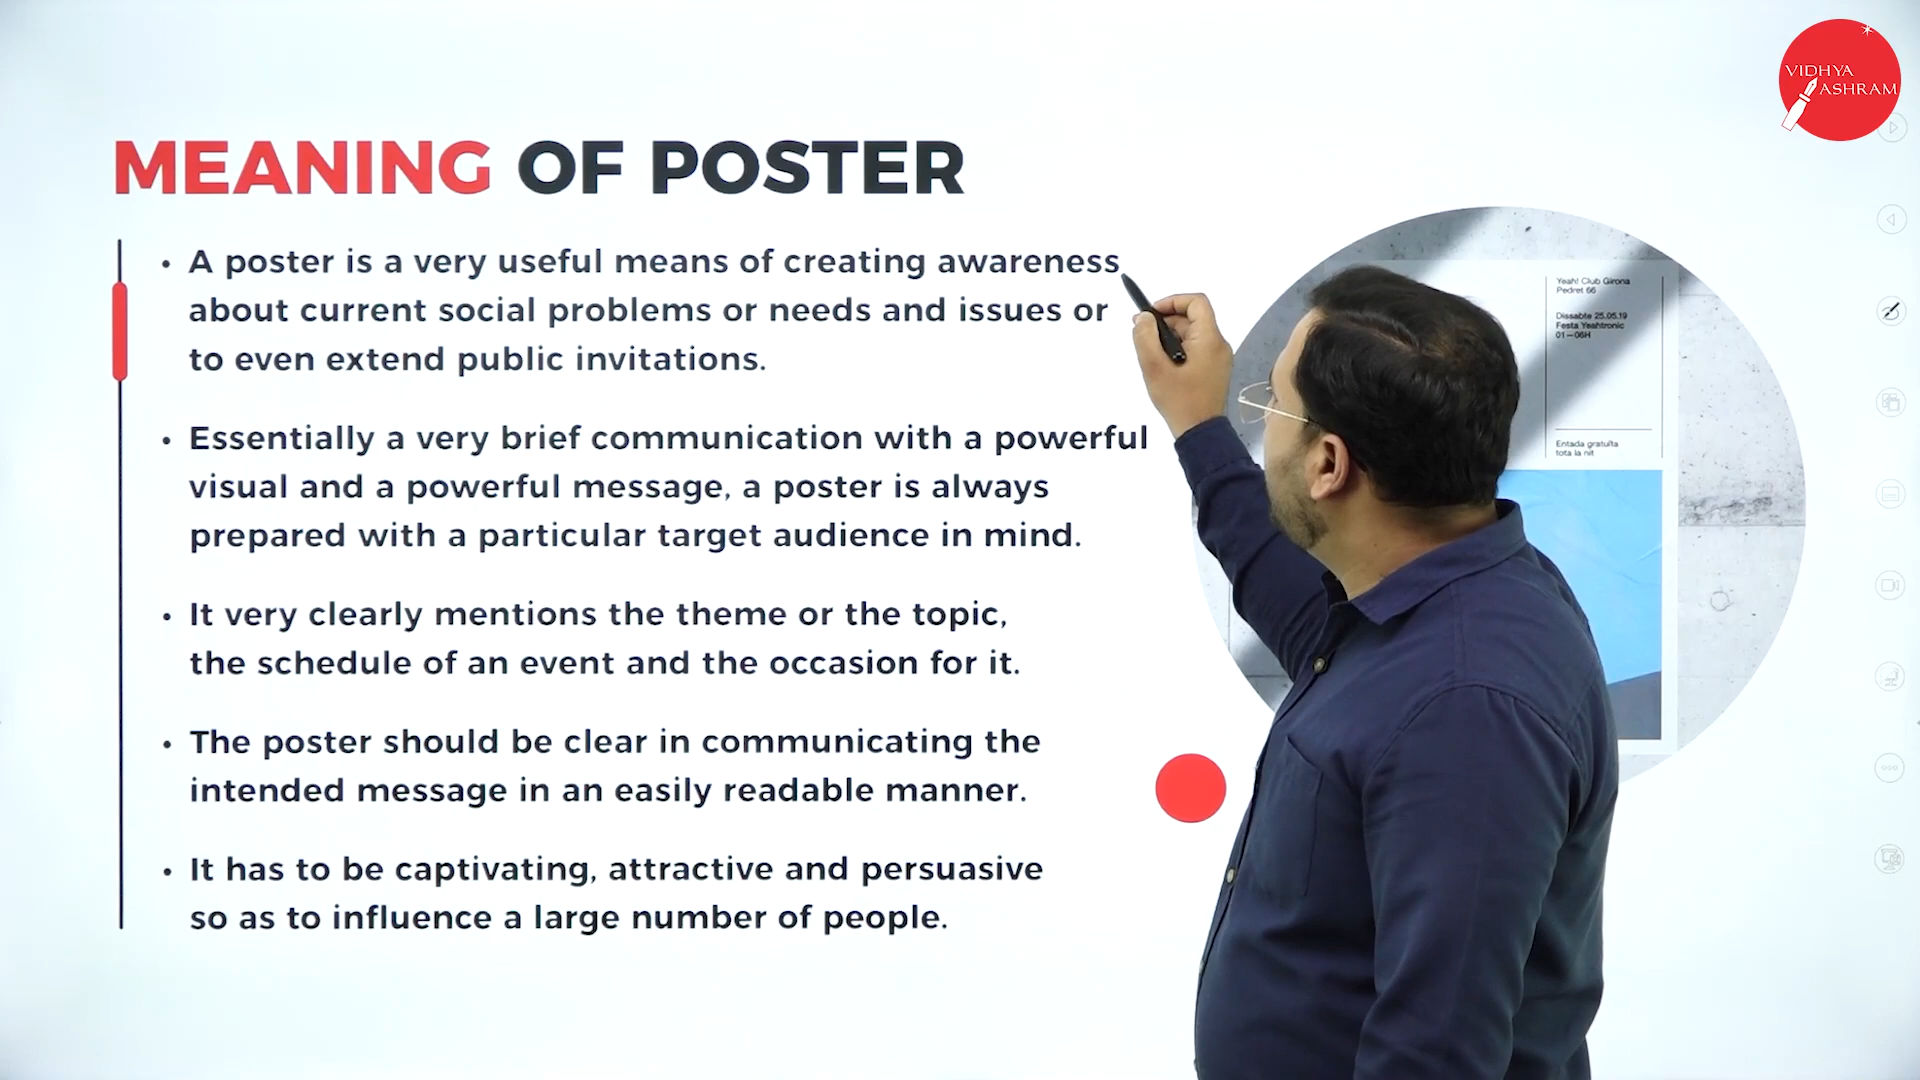 VIDHYA
ASHRAM
MEANING OF POSTER
• A poster is a very useful means of creating awareness
about current social problems or needs and issues or
to even extend public invitations.
• Essentially a very brief communication with a powerful
visual and a powerful message, a poster is always
prepared with a particular target audience in mind.
• It very clearly mentions the theme or the topic,
the schedule of an event and the occasion for it.
• The poster should be clear in communicating the
intended message in an easily readable manner.
• It has to be captivating, attractive and persuasive
so as to influence a large number of people.
Yeah! Club Girona
Pedret 66
Dissabte 25.05.19
Festa Yeahtronic
01—06H
Entada gratuïta
tota la nit